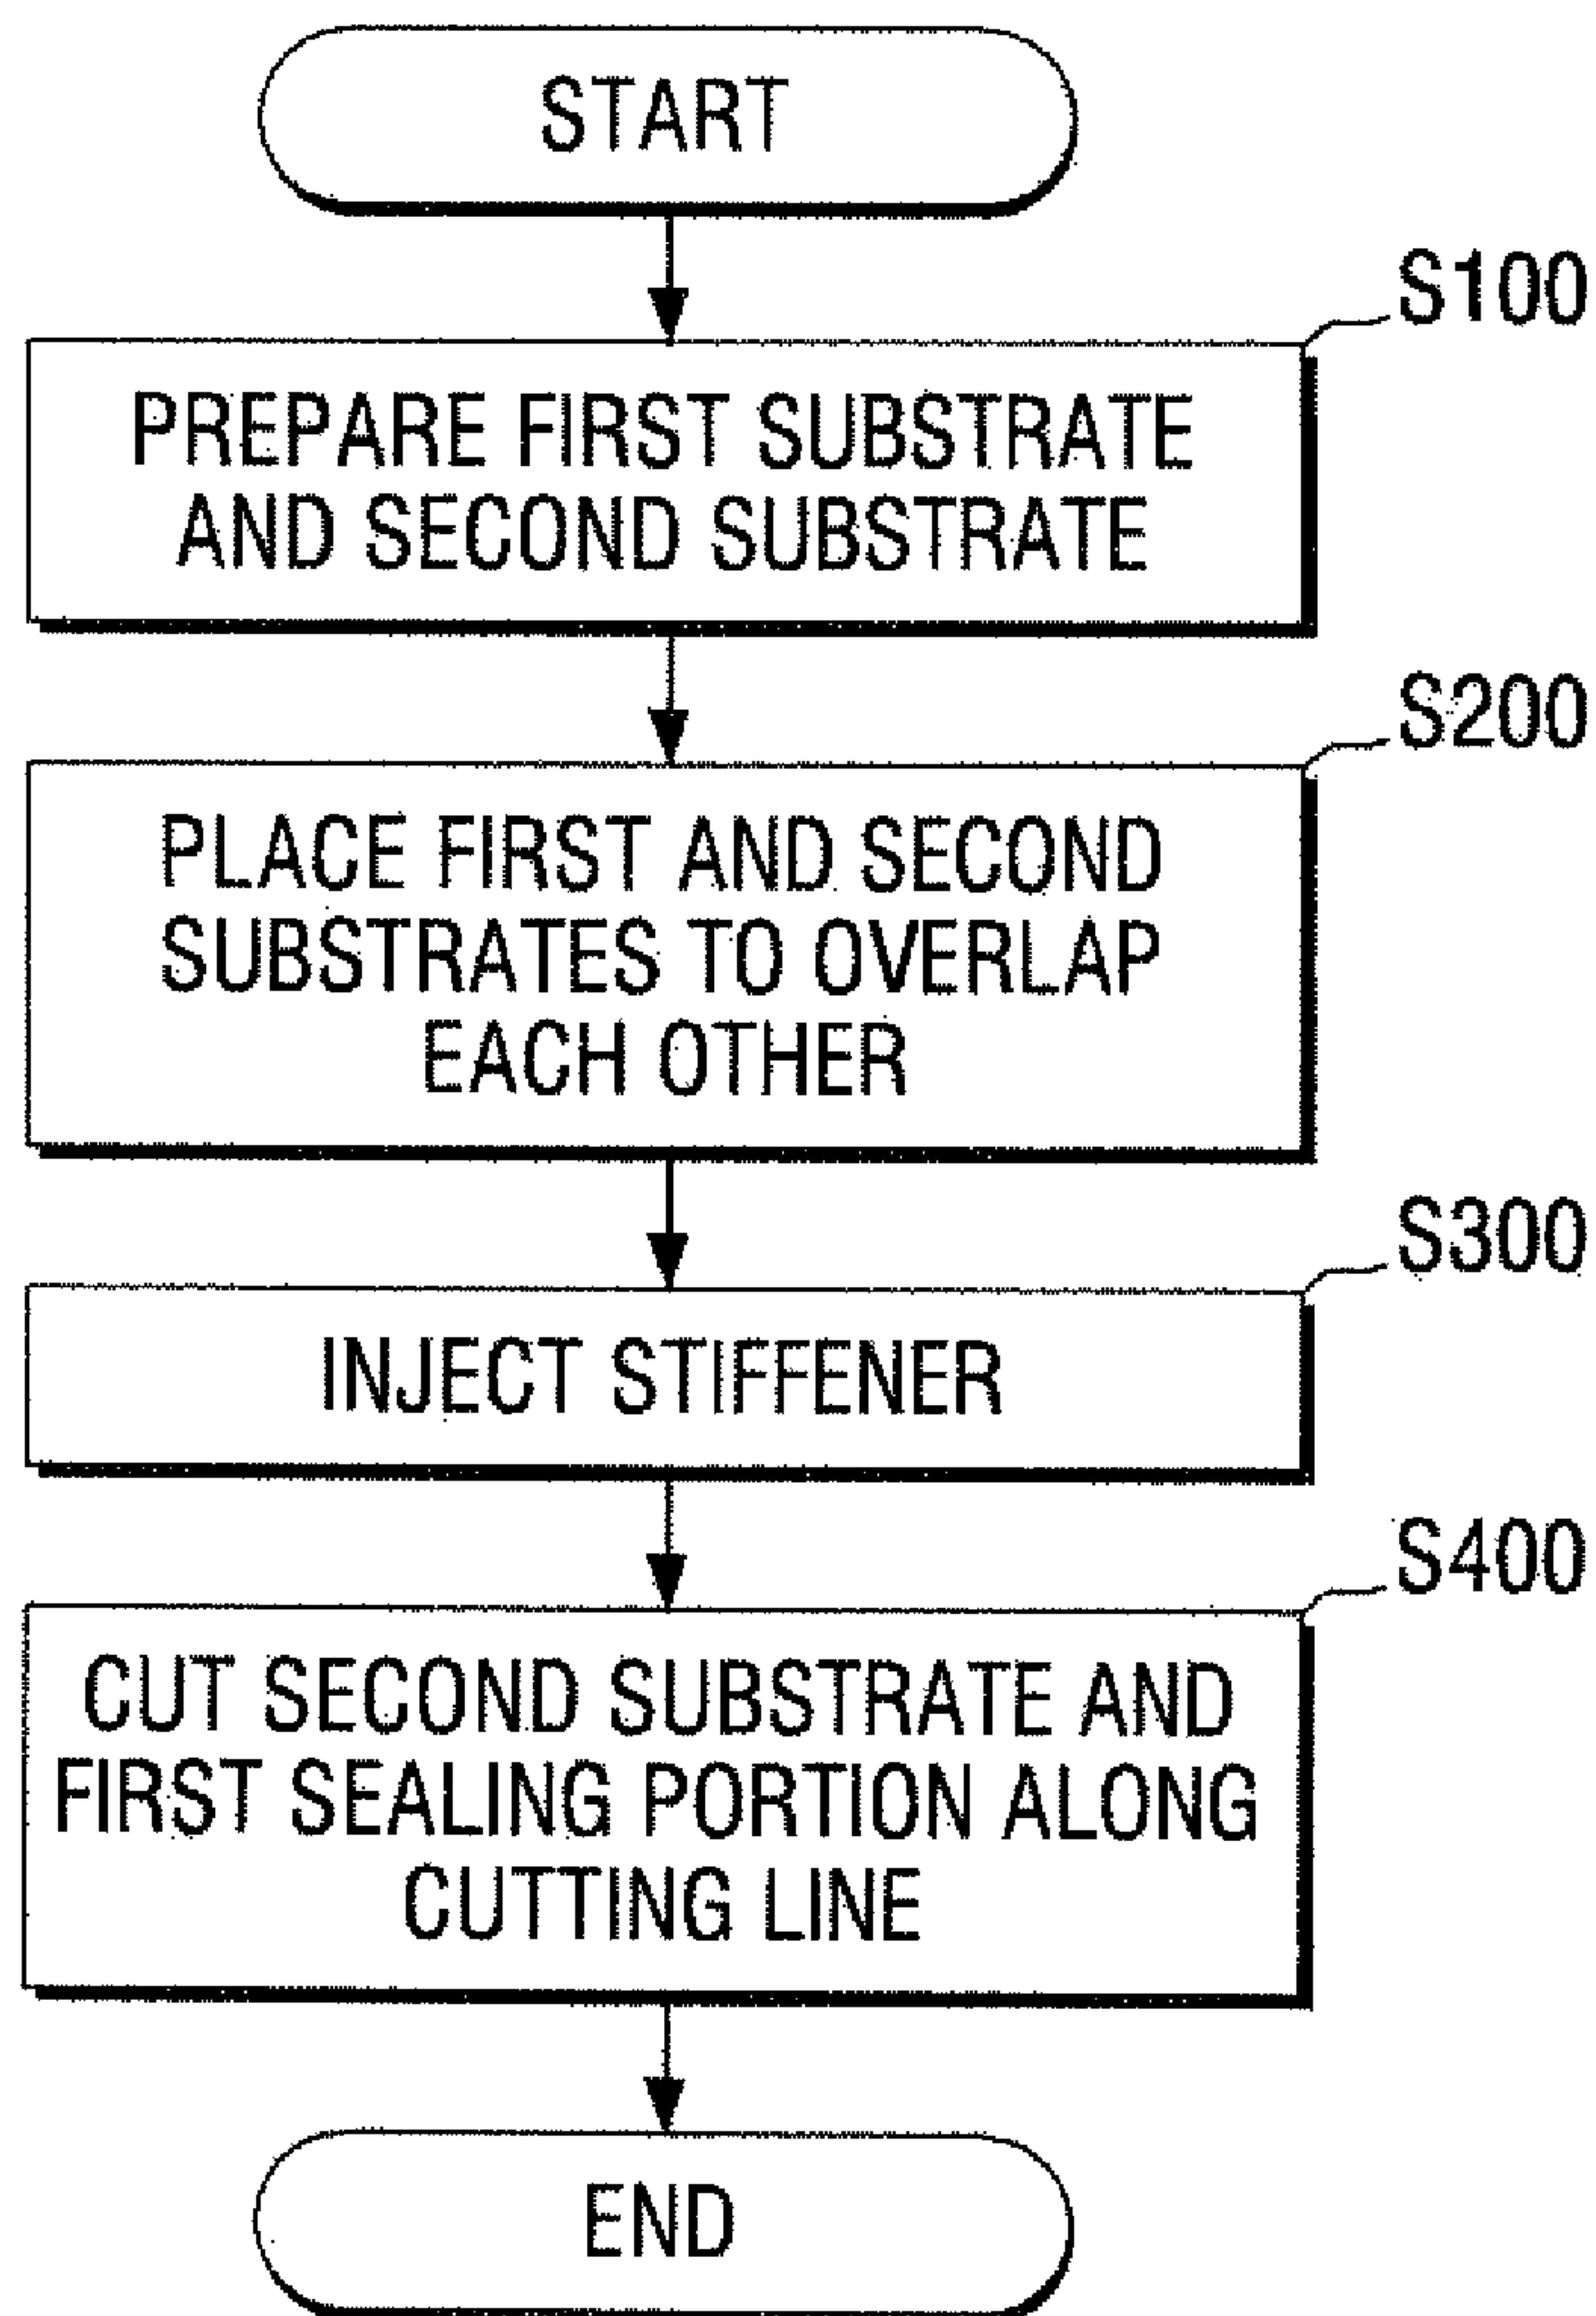 START
S100
PREPARE FIRST SUBSTRATE
AND SECOND SUBSTRATE
S200
PLACE FIRST AND SECOND
SUBSTRATES TO OVERLAP
EACH OTHER
S300
INJECT STIFFENER
S400
CUT SECOND SUBSTRATE AND
FIRST SEALING PORTION ALONG
CUTTING LINE
END